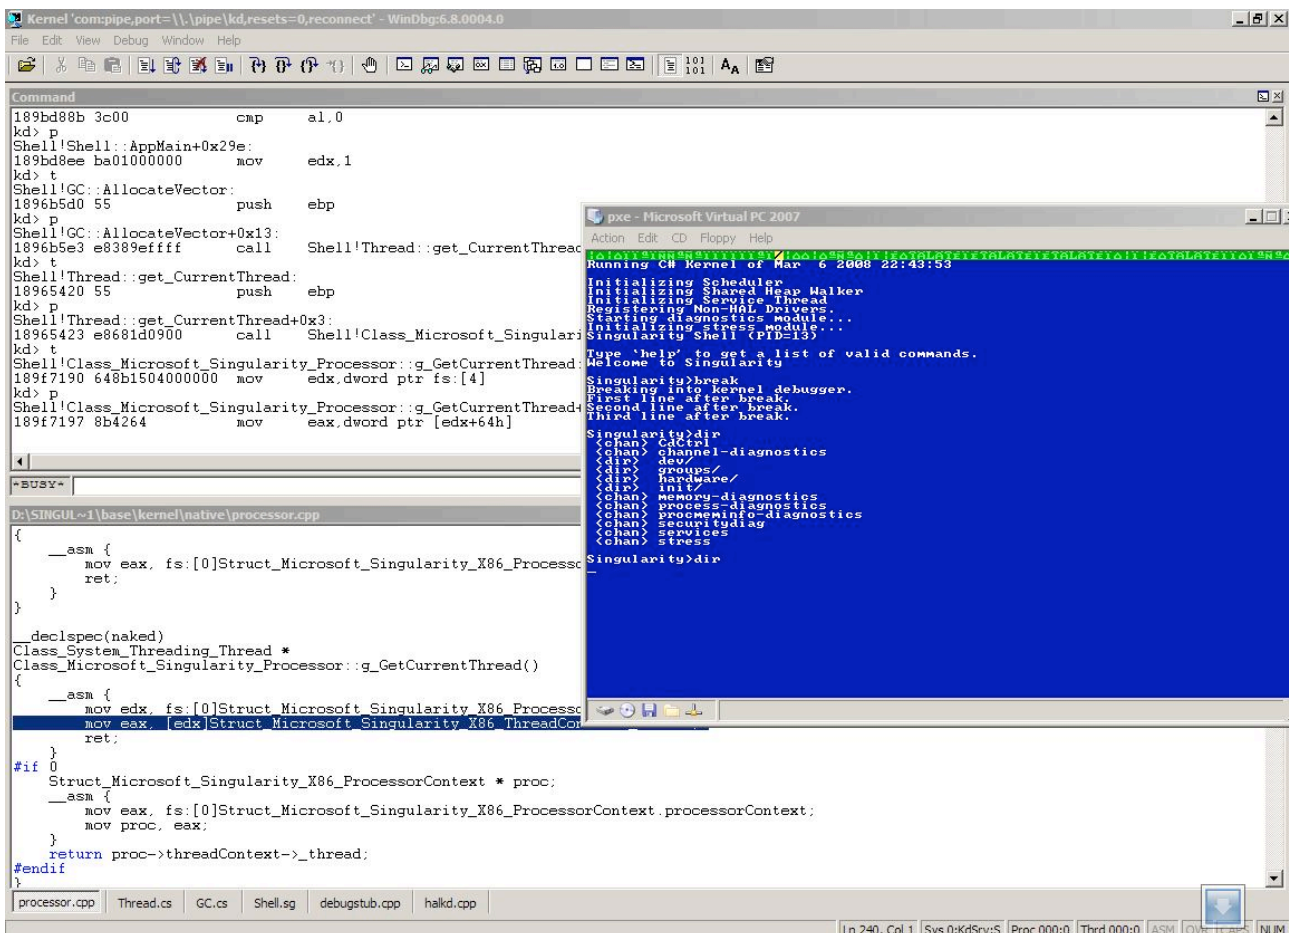 Kernel 'com:pipe,port=\\.\pipe\kd,resets=0,reconnect' - WinDbg:6.8.0004.0
File Edit View Debug Window Help
Command
189bd88b 3c00 cmp al,0
kd> p
Shell!Shell::AppMain+0x29e:
189bd8ee ba01000000 mov edx,1
kd> t
Shell!GC::AllocateVector:
1896b5d0 55 push ebp
kd> p
Shell!GC::AllocateVector+0x13:
1896b5e3 e8389effff call Shell!Thread::get_CurrentThread
kd> t
Shell!Thread::get_CurrentThread:
18965420 55 push ebp
kd> p
Shell!Thread::get_CurrentThread+0x3:
18965423 e8681d0900 call Shell!Class_Microsoft_Singulari
kd> t
Shell!Class_Microsoft_Singularity_Processor::g_GetCurrentThread:
189f7190 648b1504000000 mov edx,dword ptr fs:[4]
kd> p
Shell!Class_Microsoft_Singularity_Processor::g_GetCurrentThread+
189f7197 8b4264 mov eax,dword ptr [edx+64h]
*BUSY*
D:\SINGUL~1\base\kernel\native\processor.cpp
{
__asm {
mov eax, fs:[0]Struct_Microsoft_Singularity_X86_Processo
ret;
}
}
__declspec(naked)
Class_System_Threading_Thread *
Class_Microsoft_Singularity_Processor::g_GetCurrentThread()
{
__asm {
mov edx, fs:[0]Struct_Microsoft_Singularity_X86_Processo
mov eax, [edx]Struct_Microsoft_Singularity_X86_ThreadCon
ret;
}
#if 0
Struct_Microsoft_Singularity_X86_ProcessorContext * proc;
__asm {
mov eax, fs:[0]Struct_Microsoft_Singularity_X86_ProcessorContext.processorContext;
mov proc, eax;
}
return proc->threadContext->_thread;
#endif
}
processor.cpp Thread.cs GC.cs Shell.sg debugstub.cpp halkd.cpp
Ln 240, Col 1 Sys 0:KdSrv:S Proc 000:0 Thrd 000:0 ASM OVR CAPS NUM
pxe - Microsoft Virtual PC 2007
Action Edit CD Floppy Help
Running C# Kernel of Mar 6 2008 22:43:53
Initializing Scheduler
Initializing Shared Heap Walker
Initializing Service Thread
Registering Non-HAL Drivers.
Starting diagnostics module...
Initializing stress module...
Singularity Shell (PID=13)
Type 'help' to get a list of valid commands.
Welcome to Singularity
Singularity>break
Breaking into kernel debugger.
First line after break.
Second line after break.
Third line after break.
Singularity>dir
<chan> CdCtrl
<chan> channel-diagnostics
<dir> dev/
<dir> groups/
<dir> hardware/
<dir> init/
<chan> memory-diagnostics
<chan> process-diagnostics
<chan> procmeminfo-diagnostics
<chan> securitydiag
<chan> services
<chan> stress
Singularity>dir
_